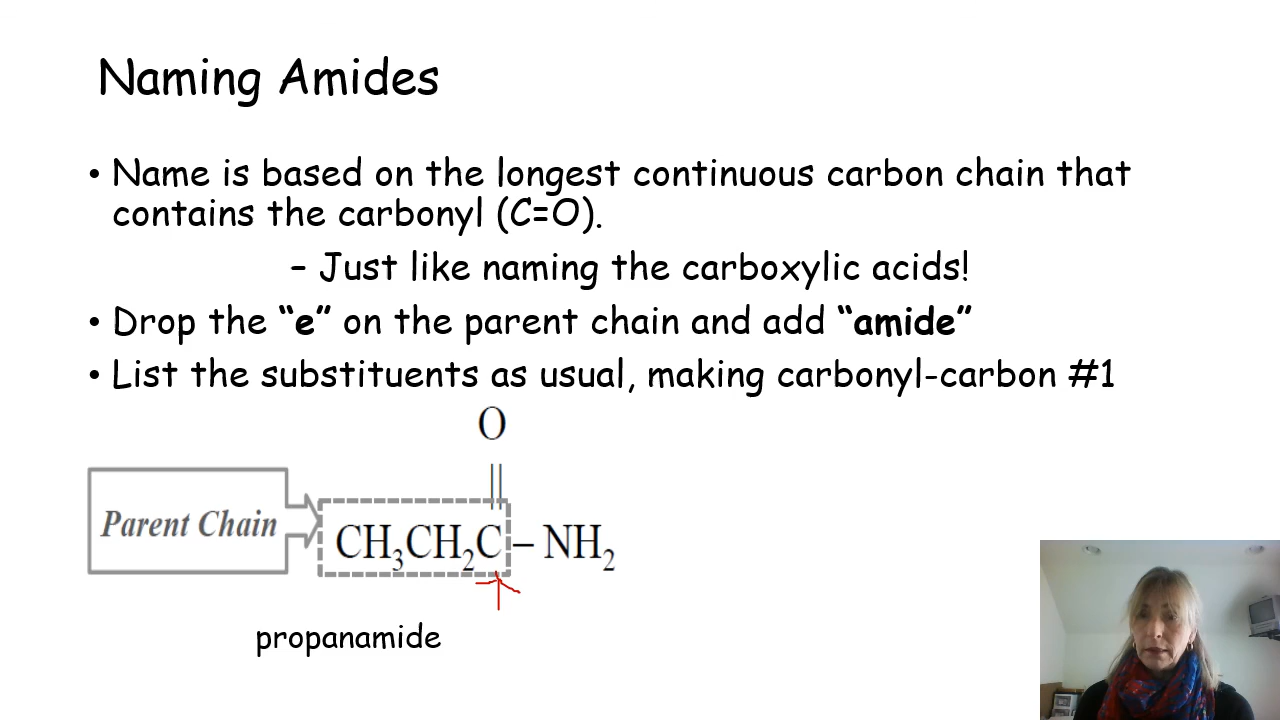 Naming Amides
• Name is based on the longest continuous carbon chain that
contains the carbonyl (C=O).
– Just like naming the carboxylic acids!
• Drop the “e” on the parent chain and add “amide”
• List the substituents as usual, making carbonyl-carbon #1
O
||
Parent Chain
CH₃CH₂C – NH₂
propanamide